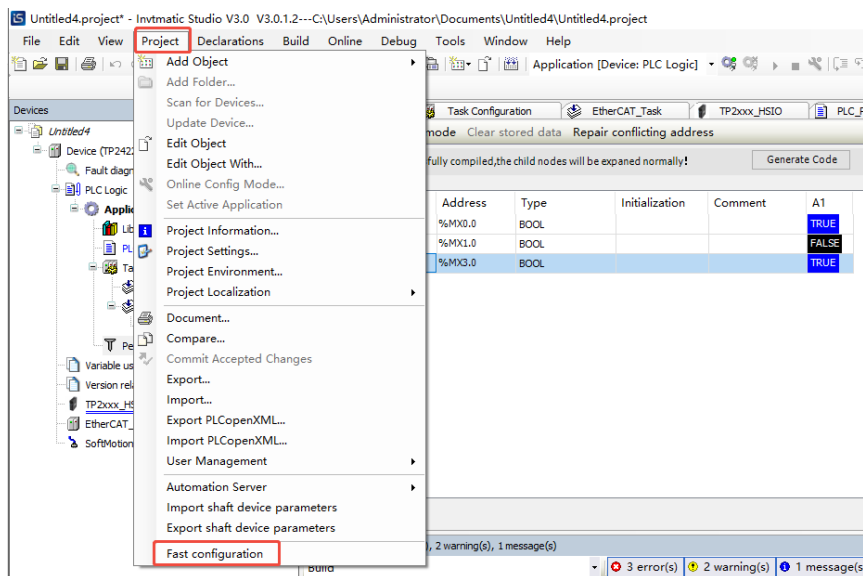 Untitled4.project* - Invtmatic Studio V3.0 V3.0.1.2---C:\Users\Administrator\Documents\Untitled4\Untitled4.project
File Edit View Project Declarations Build Online Debug Tools Window Help
Application [Device: PLC Logic]
Add Object
Add Folder...
Scan for Devices...
Update Device...
Edit Object
Edit Object With...
Online Config Mode...
Set Active Application
Project Information...
Project Settings...
Project Environment...
Project Localization
Document...
Compare...
Commit Accepted Changes
Export...
Import...
Export PLCopenXML...
Import PLCopenXML...
User Management
Automation Server
Import shaft device parameters
Export shaft device parameters
Fast configuration
Devices
Untitled4
Device (TP242
Fault diagn
PLC Logic
Applic
Lib
PL
Ta
Pe
Variable us
Version rel
TP2xxx_HS
EtherCAT_
SoftMotion
Task Configuration EtherCAT_Task TP2xxx_HSIO PLC_P
mode Clear stored data Repair conflicting address
fully compiled,the child nodes will be expaned normally! Generate Code
Address Type Initialization Comment A1
%MX0.0 BOOL TRUE
%MX1.0 BOOL FALSE
%MX3.0 BOOL TRUE
, 2 warning(s), 1 message(s)
Build 3 error(s) 2 warning(s) 1 message(s